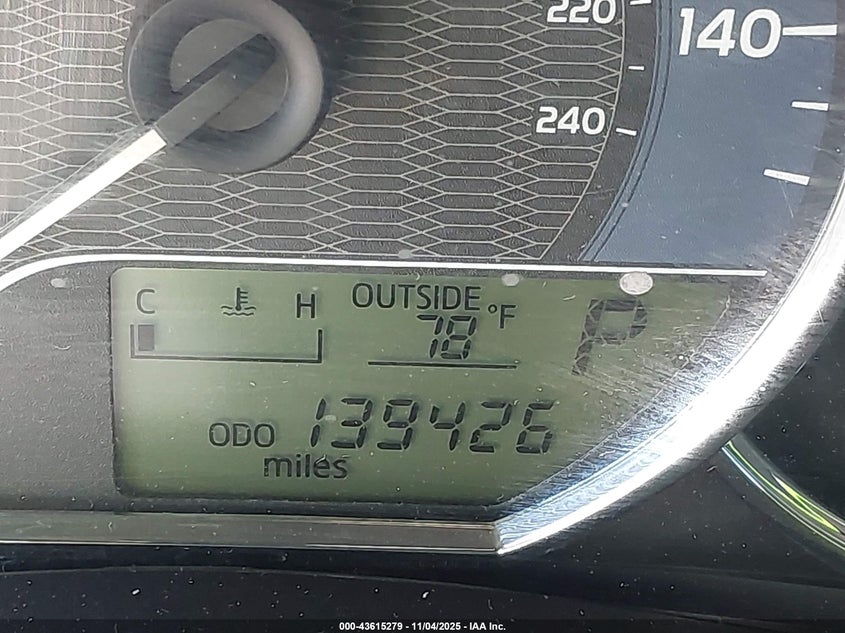 220
140
240
C H
OUTSIDE
78 °F
P
ODO 139426
miles
000-43615279 - 11/04/2025 - IAA Inc.